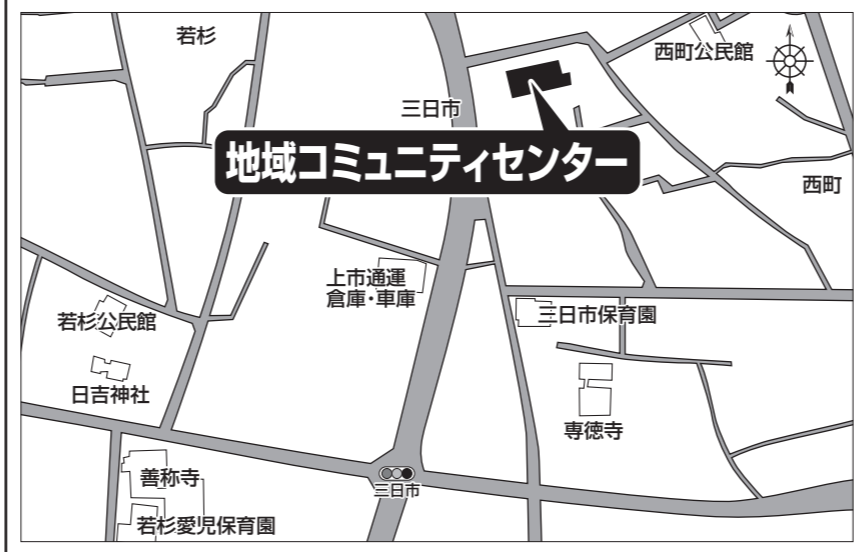 若杉
西町公民館
三日市
地域コミュニティセンター
西町
上市通運
倉庫・車庫
若杉公民館
三日市保育園
日吉神社
専徳寺
善称寺
三日市
若杉愛児保育園